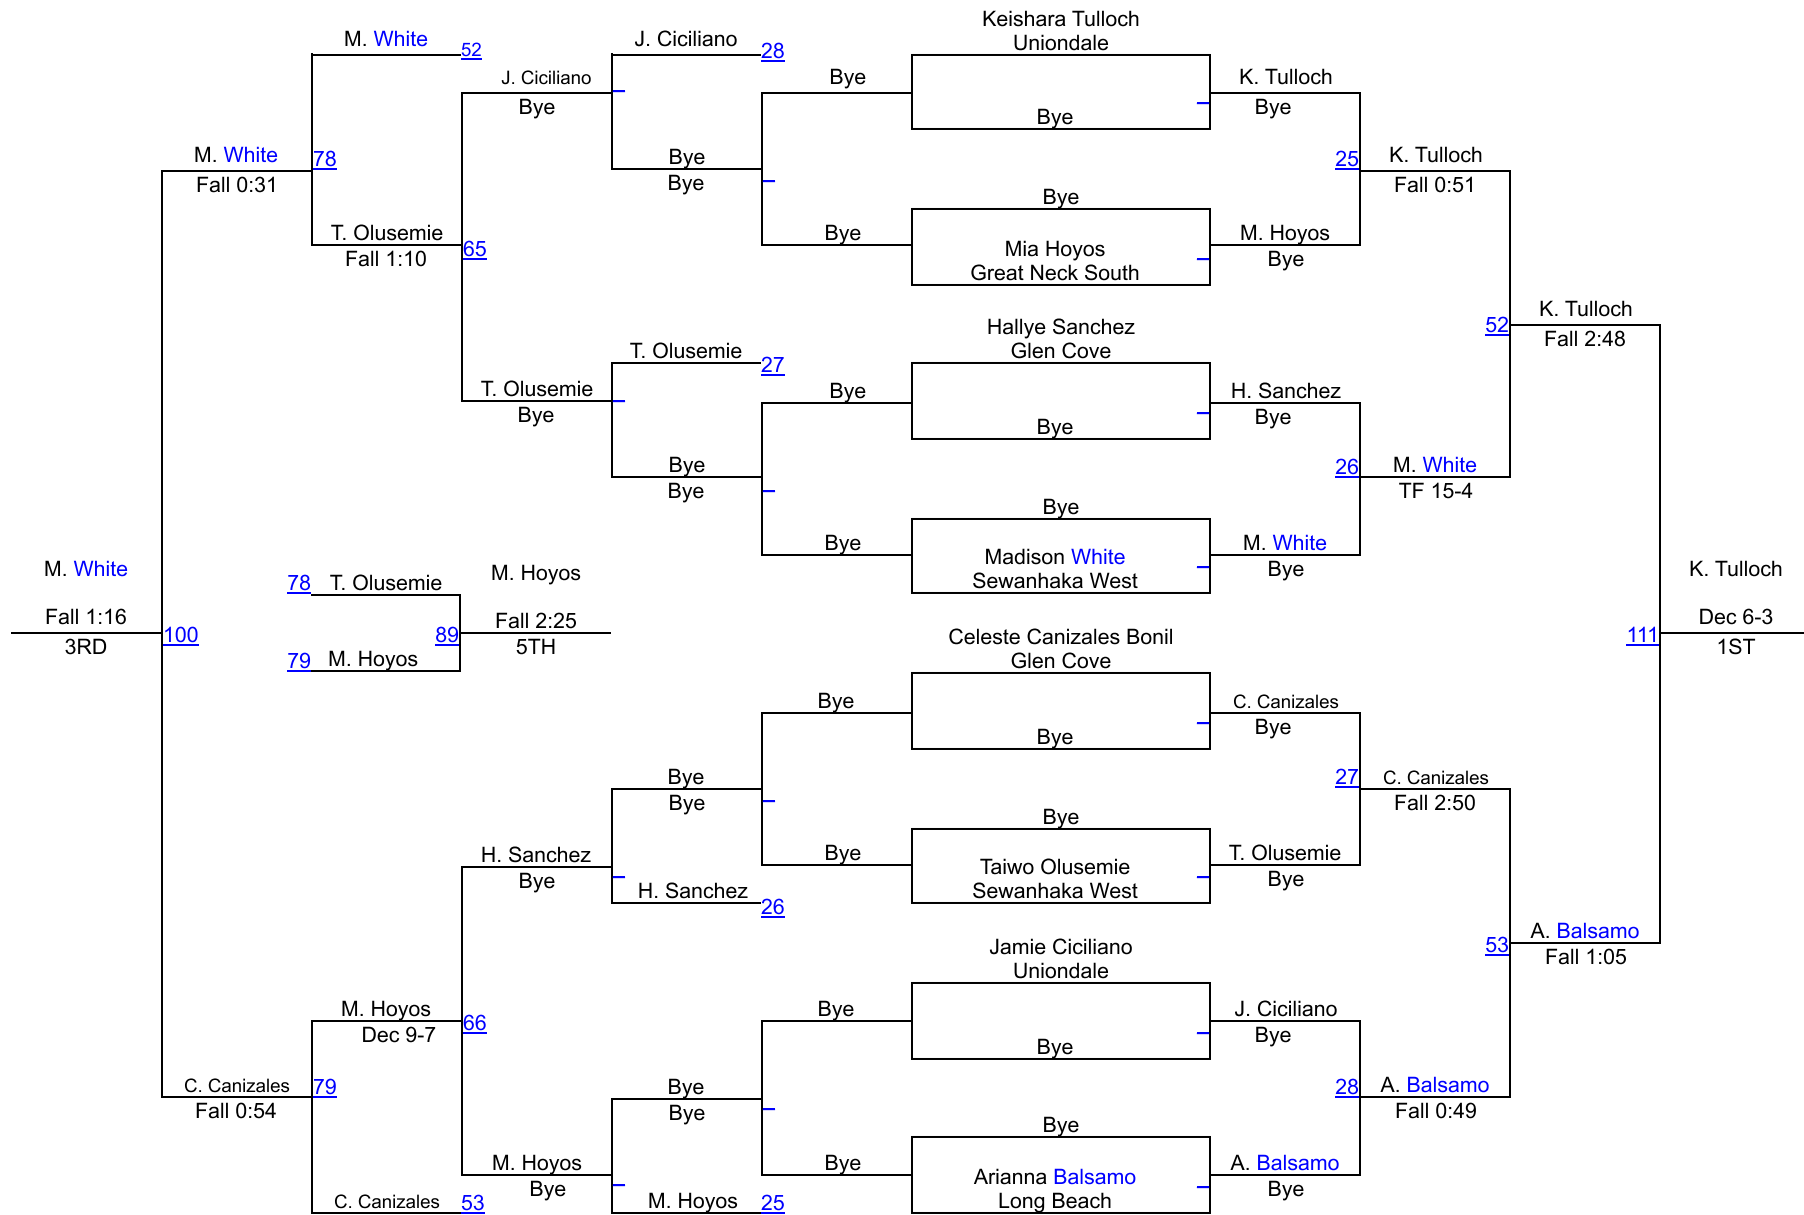 Keishara Tulloch
Uniondale
M. White
52
J. Ciciliano
28
J. Ciciliano
Bye
Bye
K. Tulloch
Bye
Bye
M. White
78
Fall 0:31
Bye
Bye
25
K. Tulloch
Fall 0:51
Bye
T. Olusemie
65
Fall 1:10
Bye
Mia Hoyos
Great Neck South
M. Hoyos
Bye
K. Tulloch
52
Fall 2:48
Hallye Sanchez
Glen Cove
T. Olusemie
27
T. Olusemie
Bye
Bye
H. Sanchez
Bye
Bye
Bye
Bye
26
M. White
TF 15-4
Bye
Bye
Madison White
Sewanhaka West
M. White
Bye
M. White
Fall 1:16
3RD
100
78
T. Olusemie
79
M. Hoyos
89
M. Hoyos
Fall 2:25
5TH
K. Tulloch
111
Dec 6-3
1ST
Celeste Canizales Bonil
Glen Cove
Bye
C. Canizales
Bye
Bye
Bye
Bye
27
C. Canizales
Fall 2:50
Bye
H. Sanchez
Bye
H. Sanchez
26
Bye
Taiwo Olusemie
Sewanhaka West
T. Olusemie
Bye
Jamie Ciciliano
Uniondale
53
A. Balsamo
Fall 1:05
M. Hoyos
66
Dec 9-7
Bye
J. Ciciliano
Bye
Bye
C. Canizales
79
Fall 0:54
Bye
Bye
28
A. Balsamo
Fall 0:49
Bye
M. Hoyos
Bye
Bye
Arianna Balsamo
Long Beach
A. Balsamo
Bye
C. Canizales
53
M. Hoyos
25